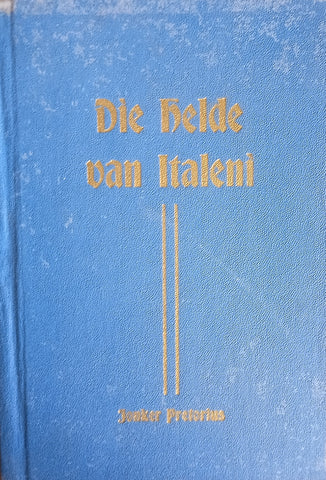 Die Helde
van Italeni
Jonker Pretorius